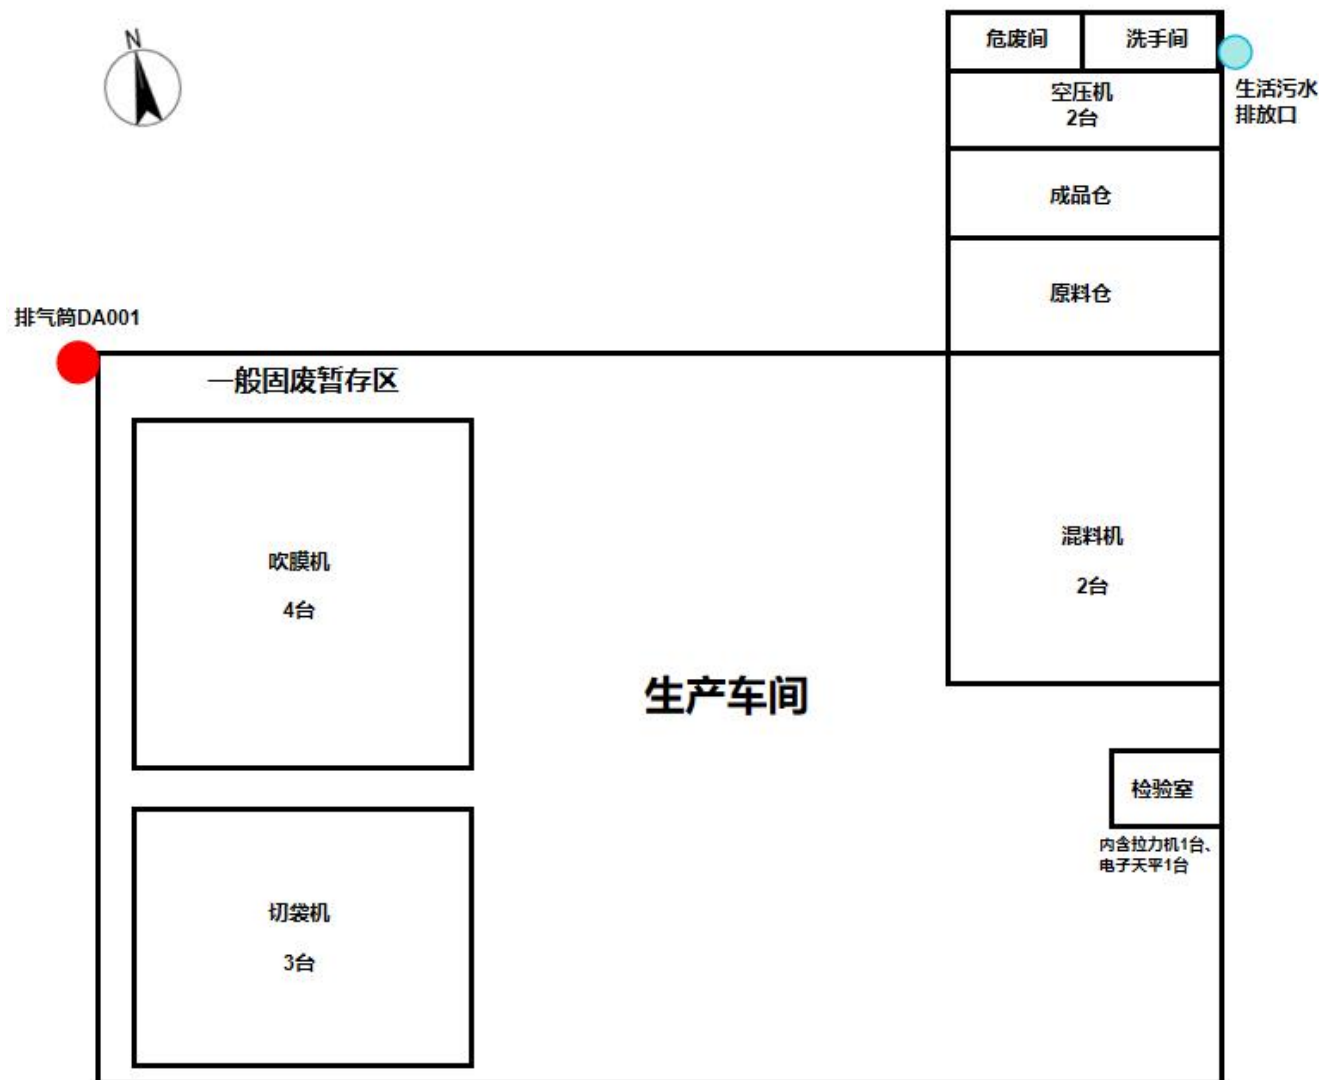 N
危废间
洗手间
生活污水
排放口
空压机
2台
成品仓
原料仓
排气筒DA001
一般固废暂存区
吹膜机
4台
混料机
2台
生产车间
检验室
内含拉力机1台、
电子天平1台
切袋机
3台